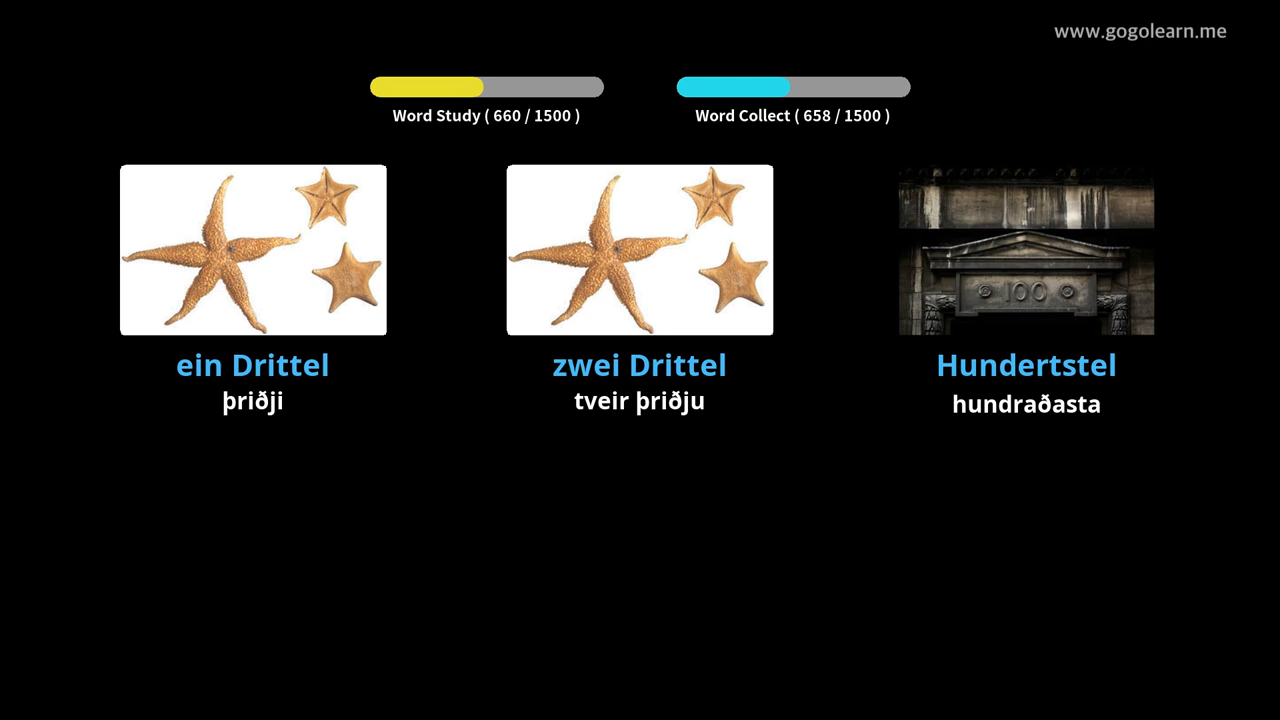 www.gogolearn.me
Word Study ( 660 / 1500 )
Word Collect ( 658 / 1500 )
100
ein Drittel
þriðji
zwei Drittel
tveir þriðju
Hundertstel
hundraðasta